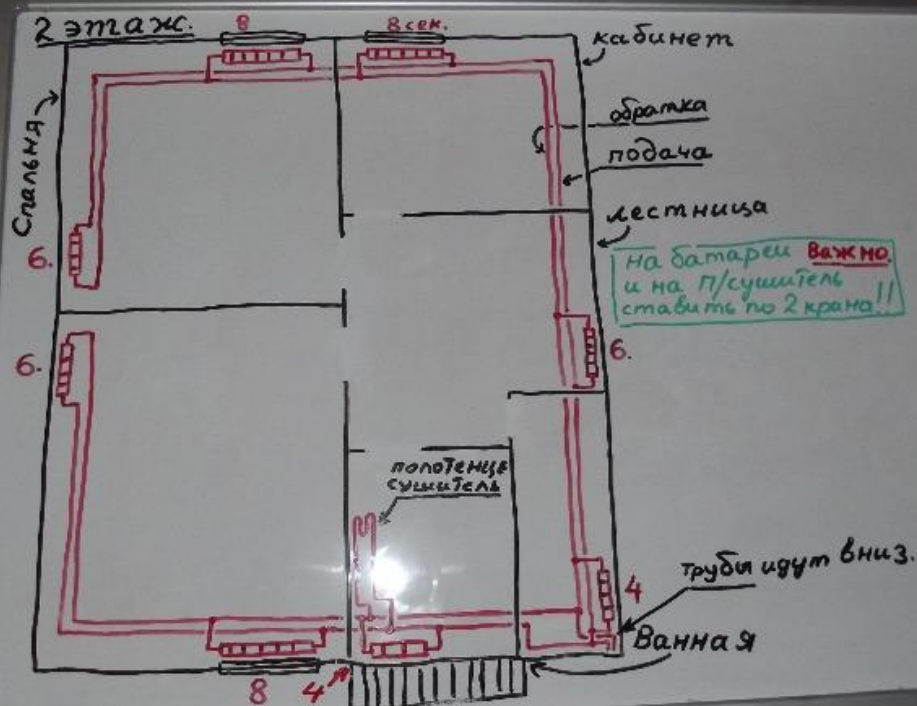 2 этаж.
8
8 сек.
кабинет
обратка
подача
Спальня
лестница
на батареи Важно.
и на п/сушитель
ставить по 2 крана!!
6.
6.
6.
полотенце
сушитель
4
трубы идут вниз.
Ванная
8
4